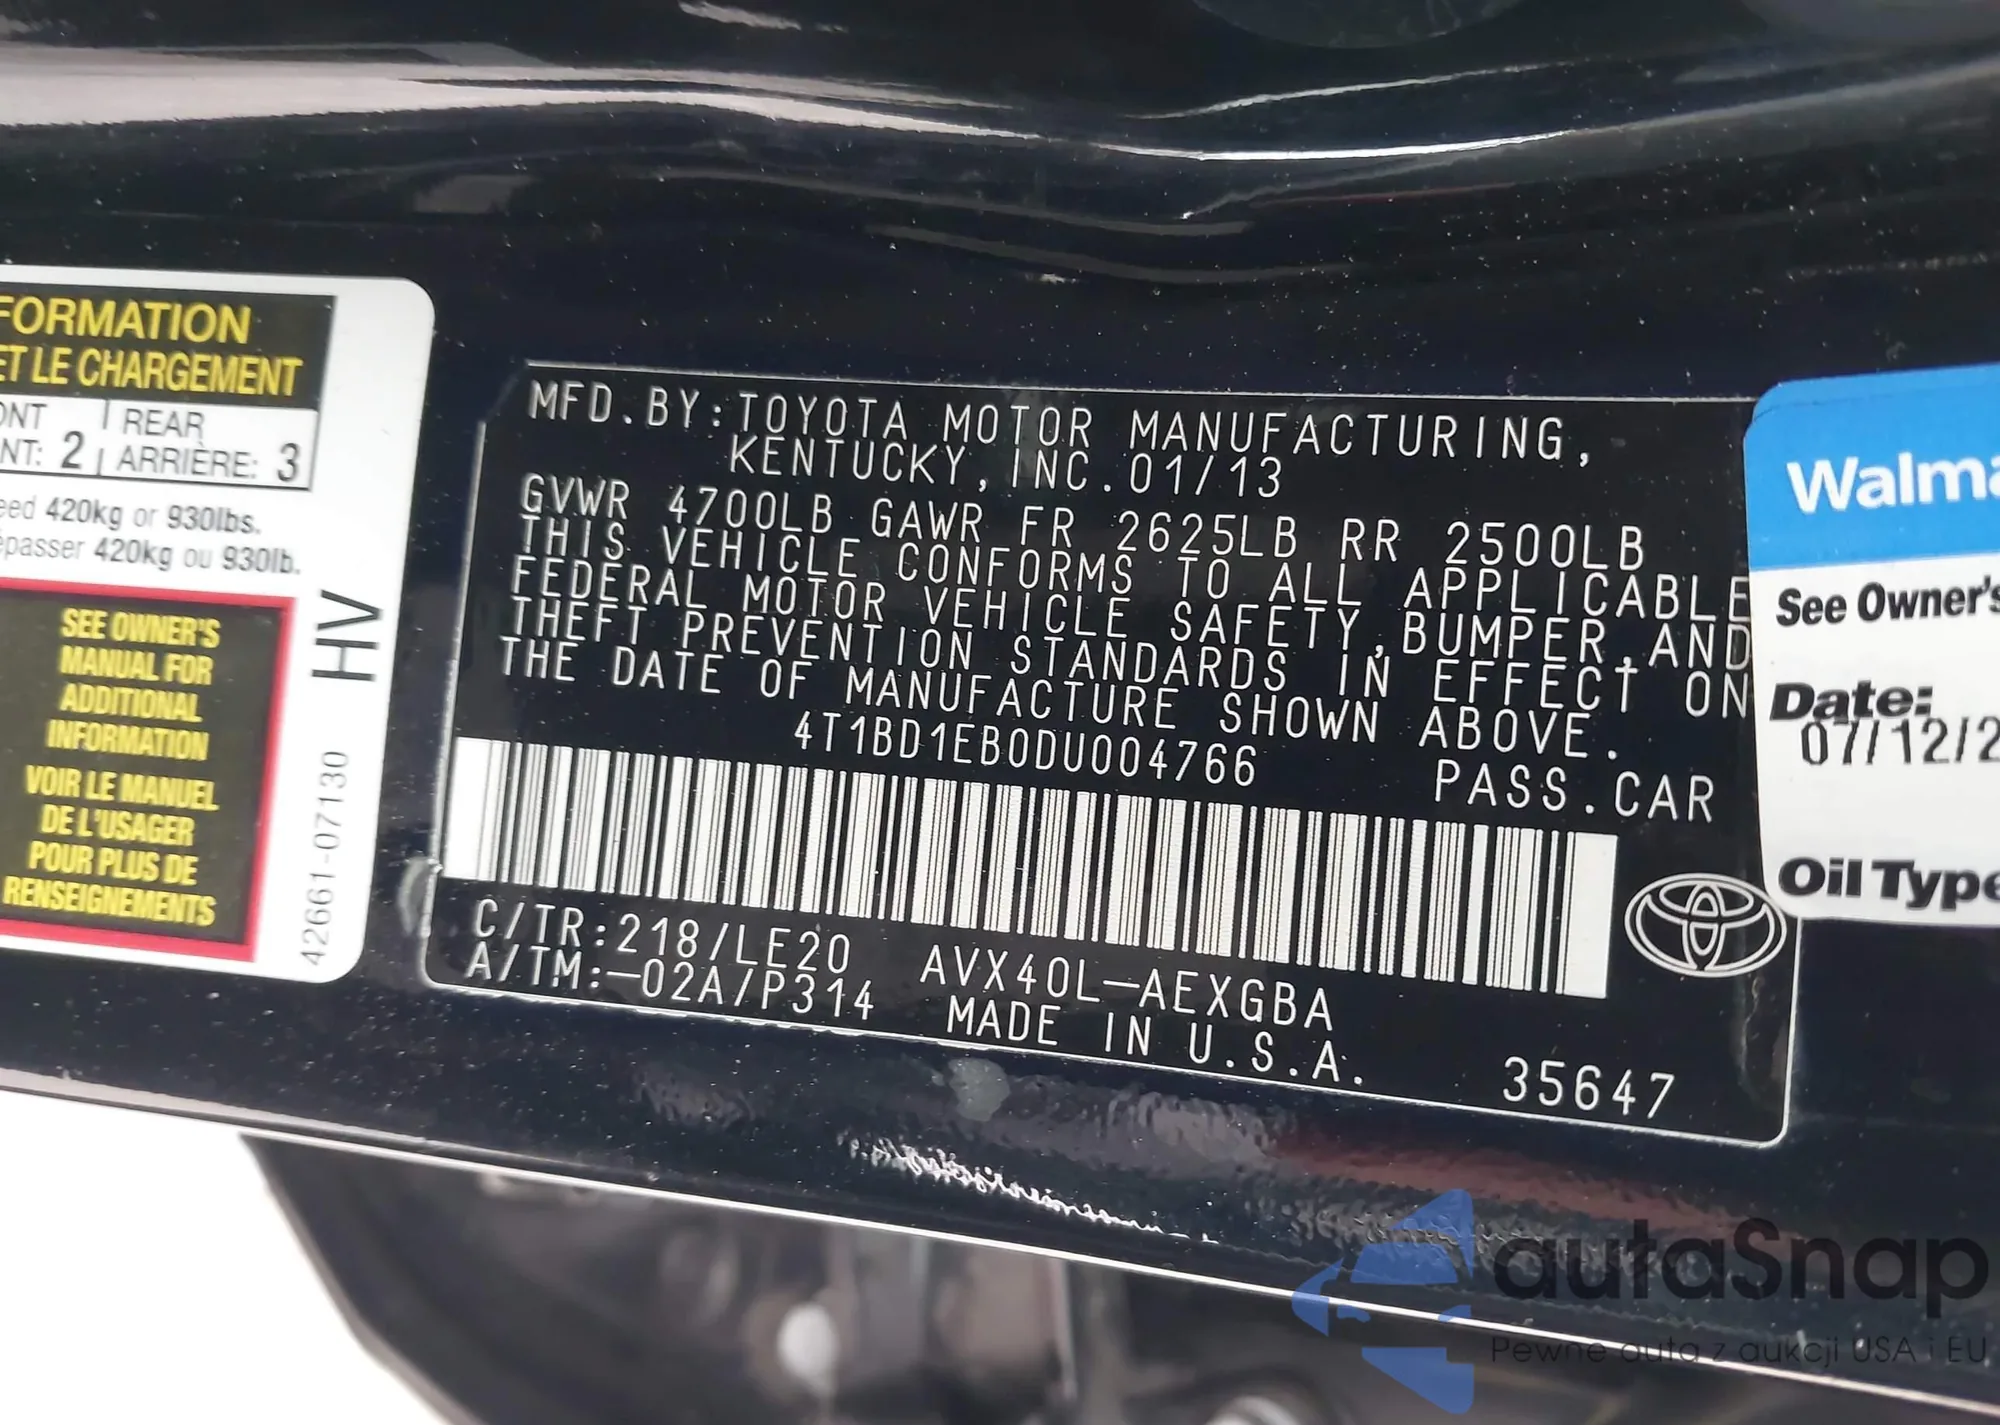 FORMATION
ET LE CHARGEMENT
REAR
2
ARRIÈRE: 3
420kg or 930lbs.
420kg ou 930lb.
SEE OWNER'S
MANUAL FOR
ADDITIONAL
INFORMATION
VOIR LE MANUEL
DE L'USAGER
POUR PLUS DE
RENSEIGNEMENTS
HV
42661-07130
MFD.BY:TOYOTA MOTOR MANUFACTURING,
KENTUCKY, INC.01/13
GVWR 4700LB GAWR FR 2625LB RR 2500LB
THIS VEHICLE CONFORMS TO ALL APPLICABLE
FEDERAL MOTOR VEHICLE SAFETY,BUMPER,AND
THEFT PREVENTION STANDARDS IN EFFECT ON
THE DATE OF MANUFACTURE SHOWN ABOVE.
4T1BD1EB0DU004766
PASS.CAR
C/TR:218/LE20 AVX40L-AEXGBA
A/TM:-02A/P314 MADE IN U.S.A.
35647
Walma
See Owner's
Date:
07/12/2
Oil Type
autaSnap
Pewne auta z aukcji USA i EU